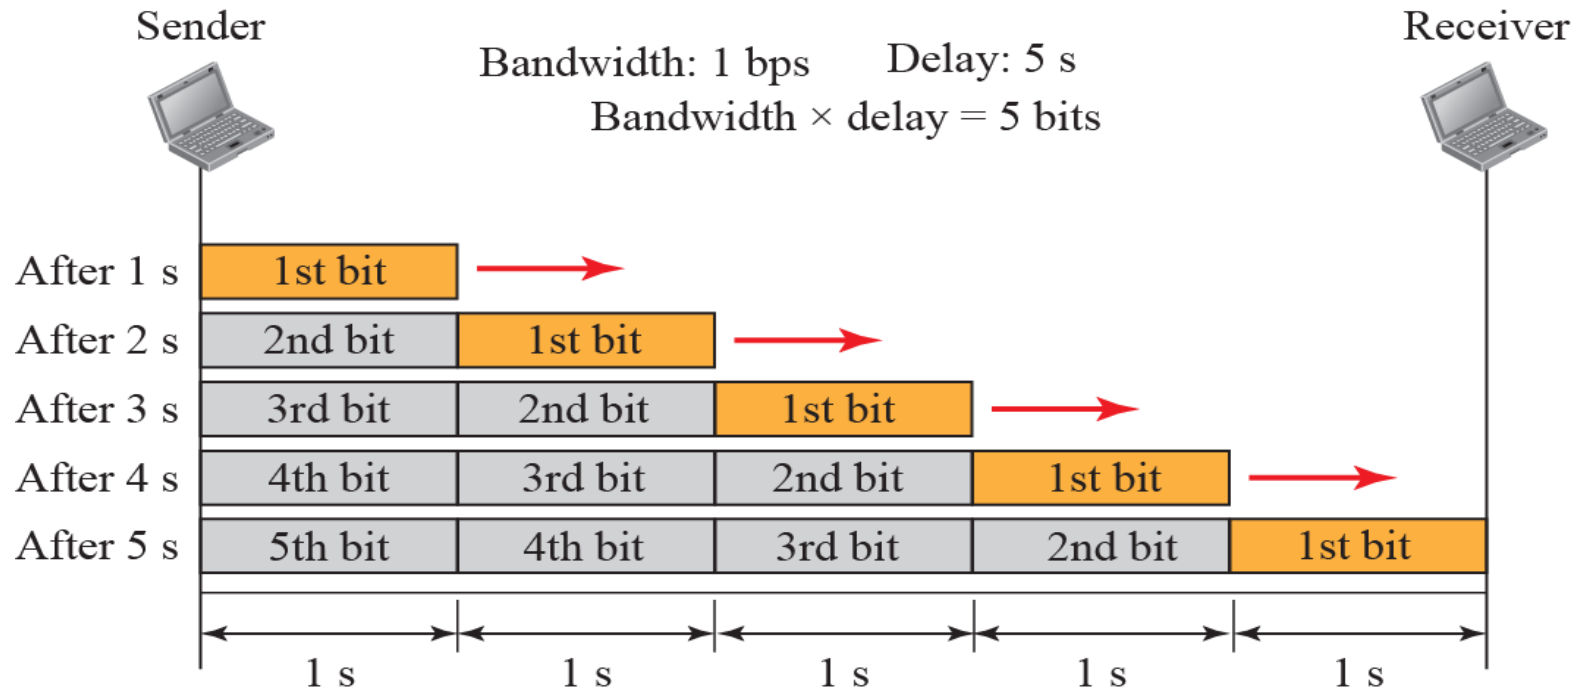 Sender
Receiver
Bandwidth: 1 bps Delay: 5 s
Bandwidth × delay = 5 bits
After 1 s 1st bit
After 2 s 2nd bit 1st bit
After 3 s 3rd bit 2nd bit 1st bit
After 4 s 4th bit 3rd bit 2nd bit 1st bit
After 5 s 5th bit 4th bit 3rd bit 2nd bit 1st bit
1 s 1 s 1 s 1 s 1 s